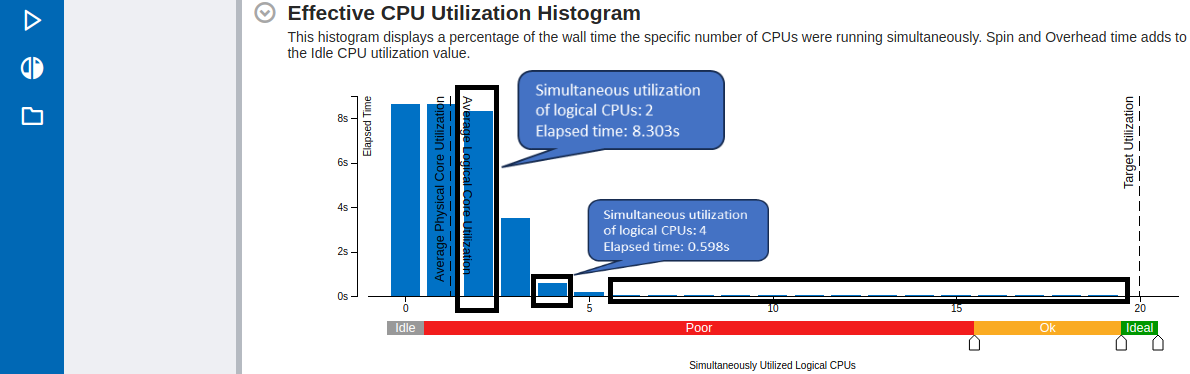 Effective CPU Utilization Histogram
This histogram displays a percentage of the wall time the specific number of CPUs were running simultaneously. Spin and Overhead time adds to
the Idle CPU utilization value.
Simultaneous utilization
of logical CPUs: 2
Elapsed time: 8.303s
Simultaneous utilization
of logical CPUs: 4
Elapsed time: 0.598s
Elapsed Time
8s
6s
4s
2s
0s
Average Physical Core Utilization
Average Logical Core Utilization
Target Utilization
0
5
10
15
20
Idle
Poor
Ok
Ideal
Simultaneously Utilized Logical CPUs